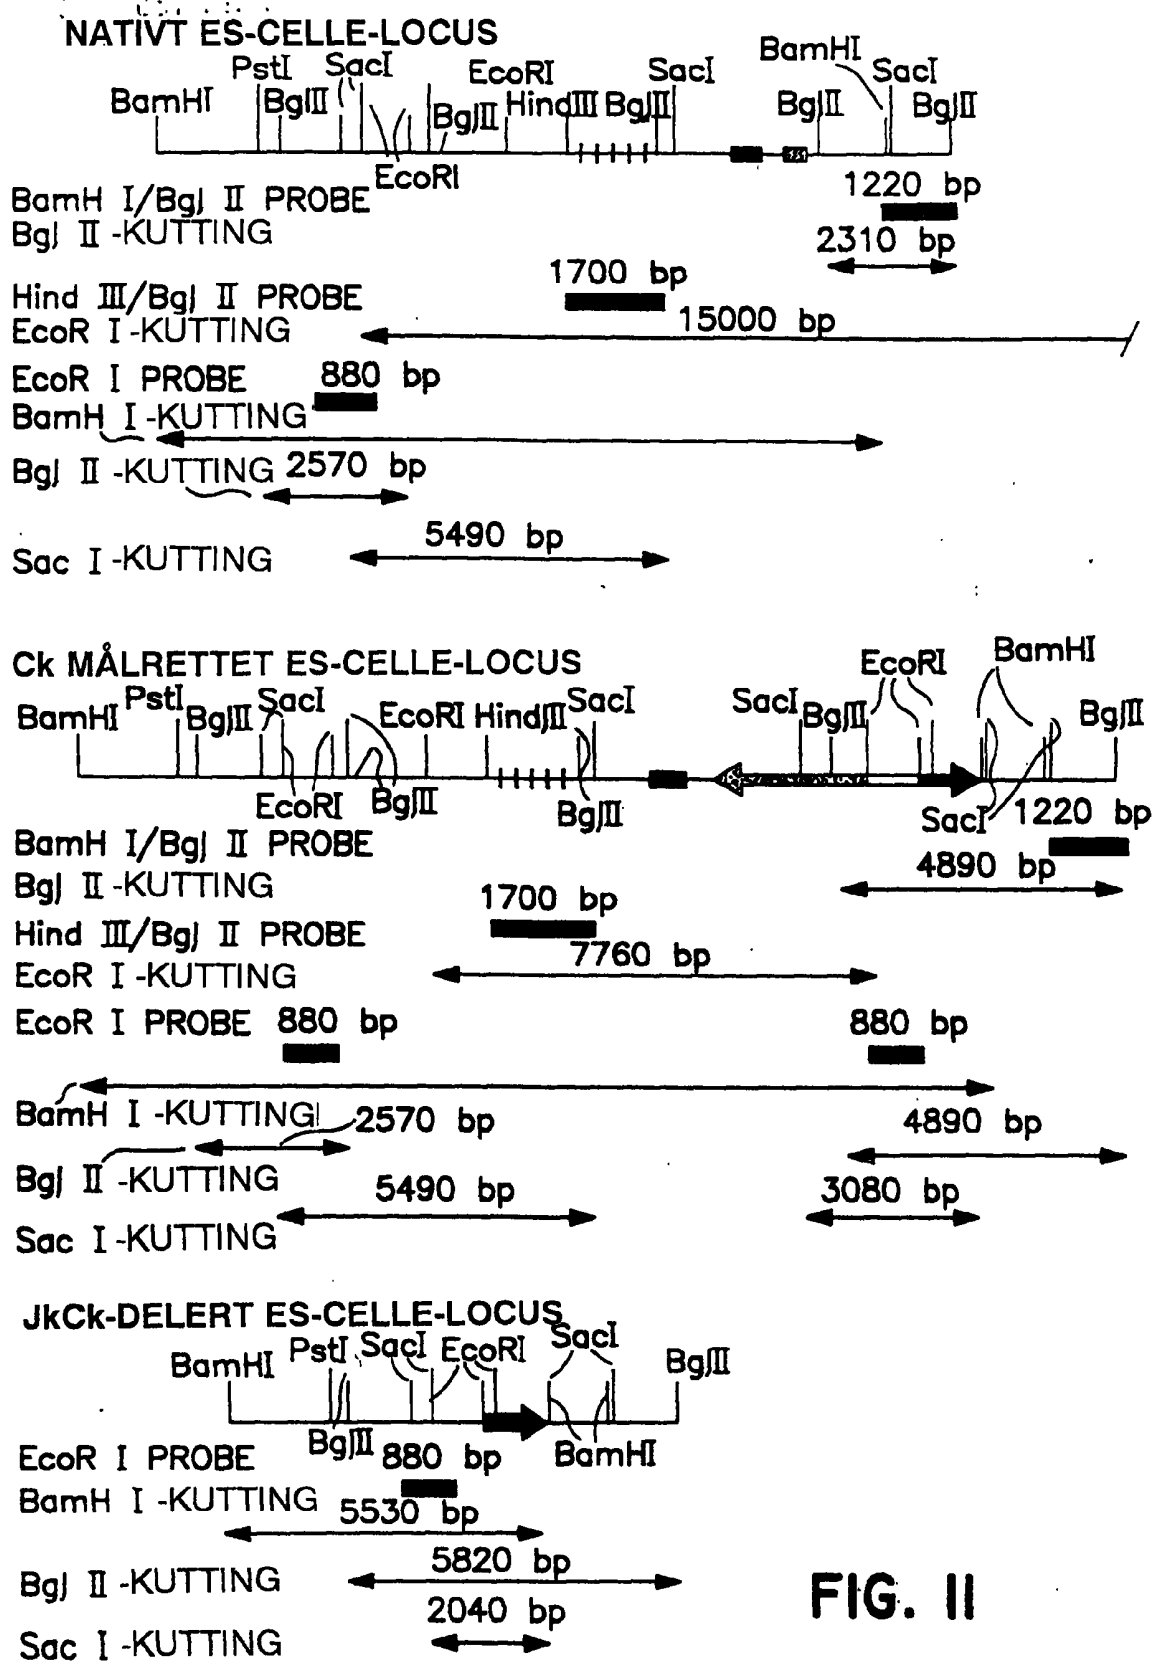 NATIVT ES-CELLE-LOCUS
BamHI PstI BglII SacI BglII EcoRI HindIII BglII SacI BamHI BglII SacI BglII
EcoRI
BamH I/Bgl II PROBE 1220 bp
Bgl II -KUTTING 2310 bp
Hind III/Bgl II PROBE 1700 bp
EcoR I -KUTTING 15000 bp
EcoR I PROBE 880 bp
BamH I -KUTTING
Bgl II -KUTTING 2570 bp
Sac I -KUTTING 5490 bp
Ck MÅLRETTET ES-CELLE-LOCUS
BamHI PstI BglII SacI EcoRI HindIII SacI SacI BglII EcoRI BamHI BglII
EcoRI BglII BglII SacI
BamH I/Bgl II PROBE 1220 bp
Bgl II -KUTTING 4890 bp
Hind III/Bgl II PROBE 1700 bp
EcoR I -KUTTING 7760 bp
EcoR I PROBE 880 bp 880 bp
BamH I -KUTTING
Bgl II -KUTTING 2570 bp 4890 bp
Sac I -KUTTING 5490 bp 3080 bp
JkCk-DELERT ES-CELLE-LOCUS
BamHI PstI SacI EcoRI SacI BglII
BglII BamHI
EcoR I PROBE 880 bp
BamH I -KUTTING 5530 bp
Bgl II -KUTTING 5820 bp
Sac I -KUTTING 2040 bp
FIG. II